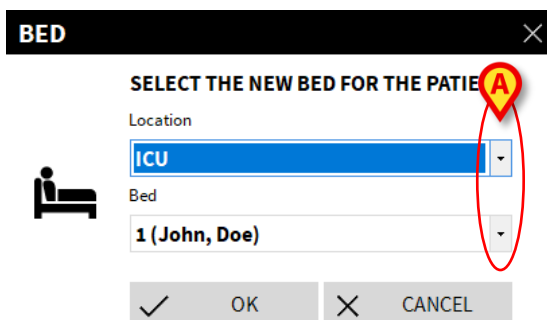 BED
SELECT THE NEW BED FOR THE PATIE
A
Location
ICU
Bed
1 (John, Doe)
OK CANCEL